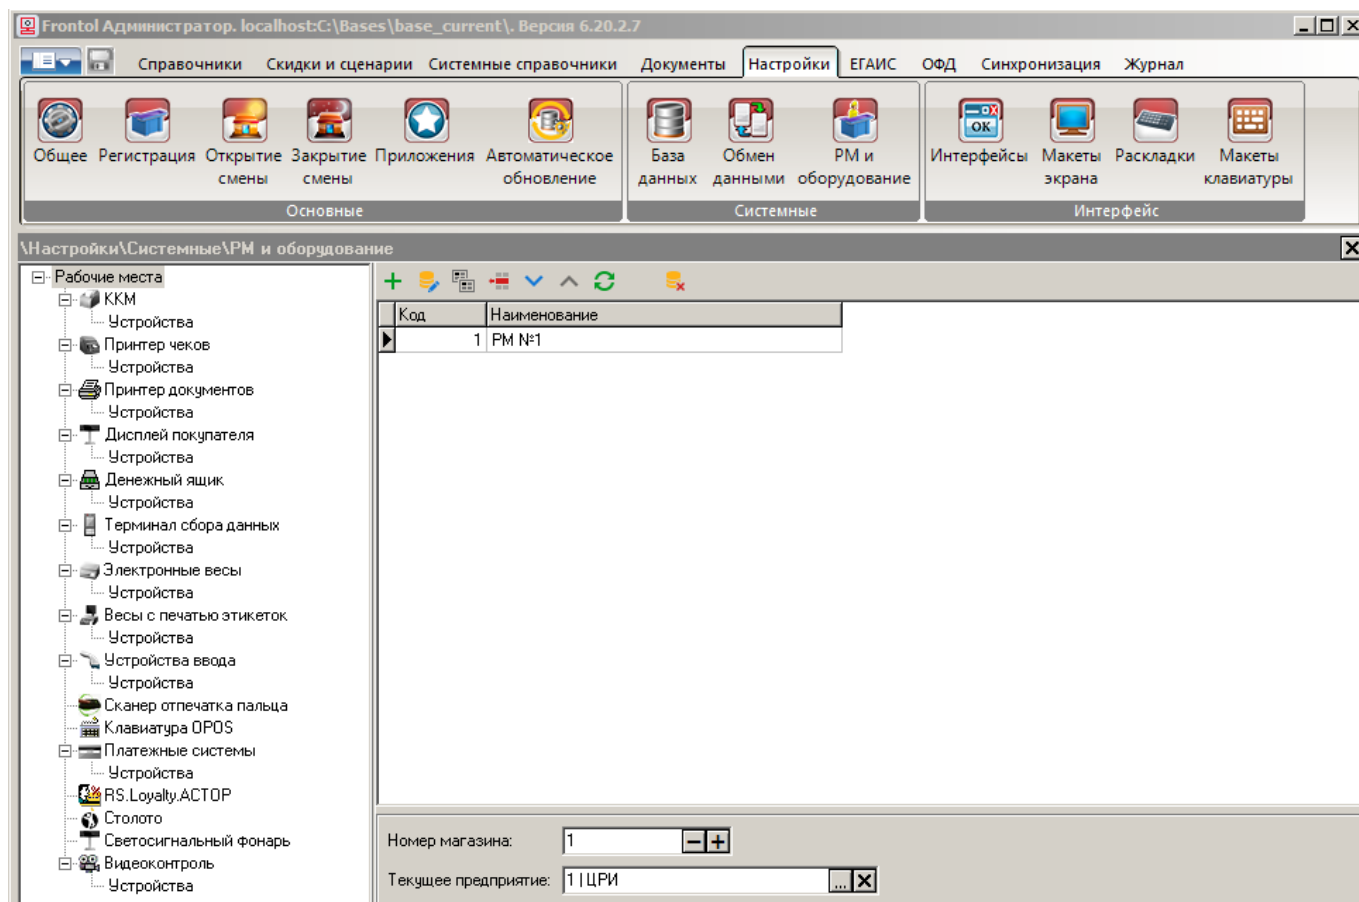 Frontol Администратор. localhost:C:\Bases\base_current\. Версия 6.20.2.7
Справочники Скидки и сценарии Системные справочники Документы Настройки ЕГАИС ОФД Синхронизация Журнал
Общее Регистрация Открытие смены Закрытие смены Приложения Автоматическое обновление База данных Обмен данными РМ и оборудование Интерфейсы Макеты экрана Раскладки Макеты клавиатуры
Основные Системные Интерфейс
\Настройки\Системные\РМ и оборудование
Рабочие места
ККМ
Устройства
Принтер чеков
Устройства
Принтер документов
Устройства
Дисплей покупателя
Устройства
Денежный ящик
Устройства
Терминал сбора данных
Устройства
Электронные весы
Устройства
Весы с печатью этикеток
Устройства
Устройства ввода
Устройства
Сканер отпечатка пальца
Клавиатура OPOS
Платежные системы
Устройства
RS.Loyalty.АСТОР
Столото
Светосигнальный фонарь
Видеоконтроль
Устройства
Код Наименование
1 РМ №1
Номер магазина: 1
Текущее предприятие: 1 | ЦРИ ...